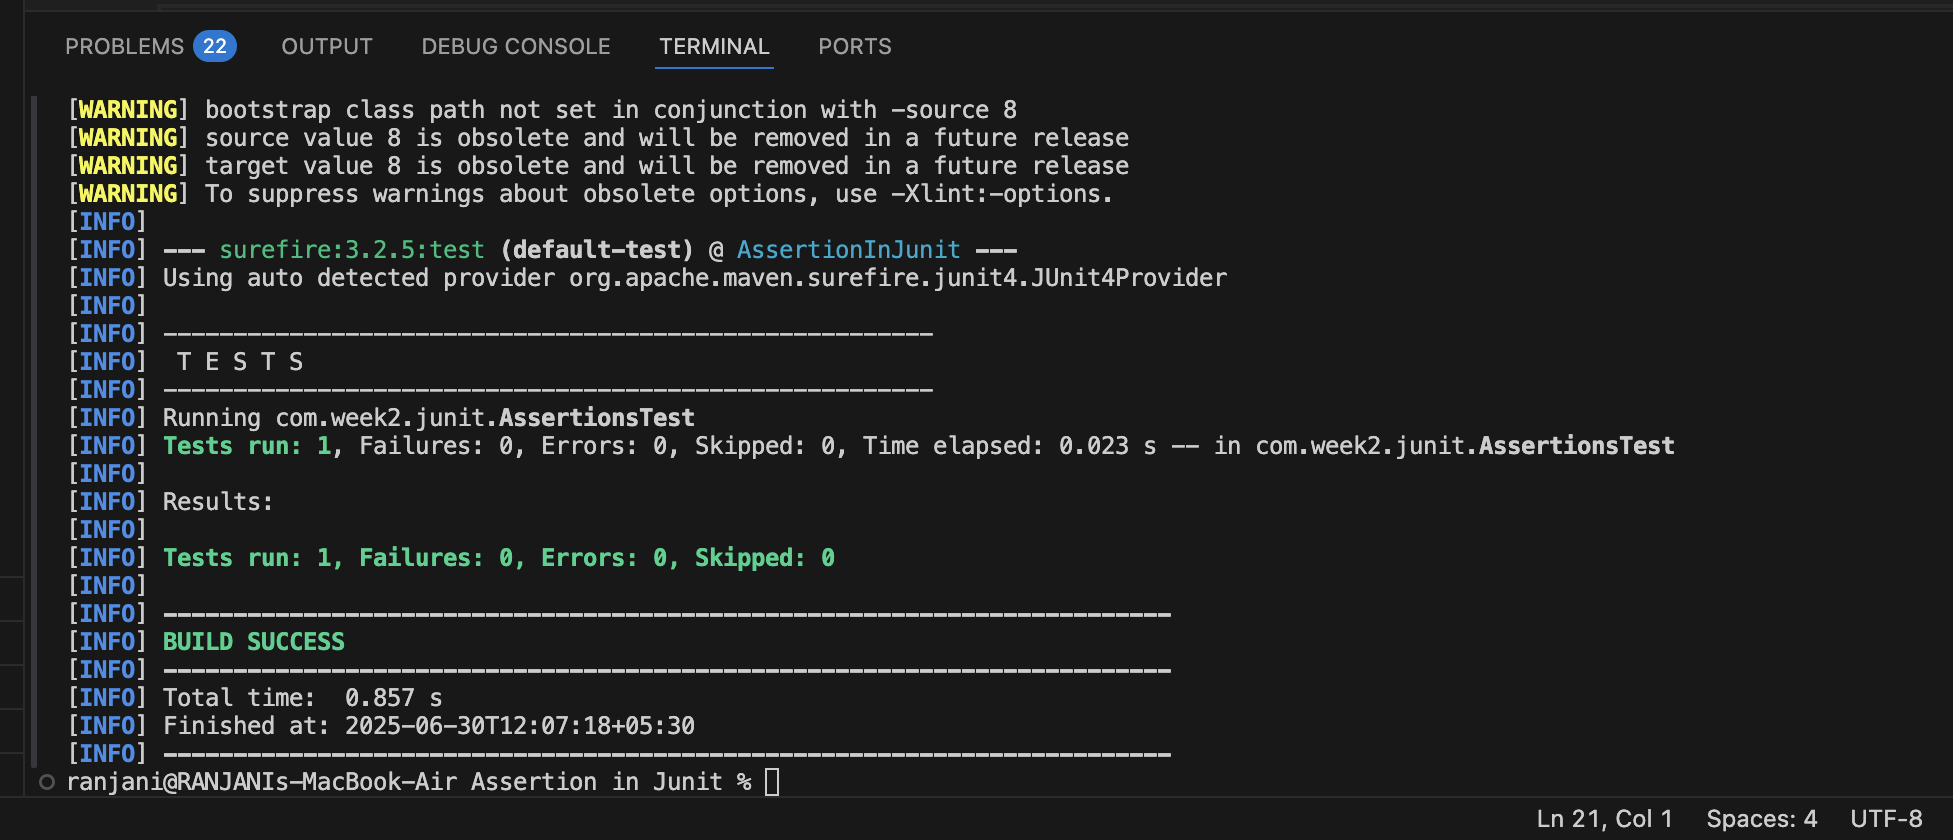 PROBLEMS 22 OUTPUT DEBUG CONSOLE TERMINAL PORTS
[WARNING] bootstrap class path not set in conjunction with -source 8
[WARNING] source value 8 is obsolete and will be removed in a future release
[WARNING] target value 8 is obsolete and will be removed in a future release
[WARNING] To suppress warnings about obsolete options, use -Xlint:-options.
[INFO]
[INFO] --- surefire:3.2.5:test (default-test) @ AssertionInJunit ---
[INFO] Using auto detected provider org.apache.maven.surefire.junit4.JUnit4Provider
[INFO]
[INFO] -------------------------------------------------------
[INFO]  T E S T S
[INFO] -------------------------------------------------------
[INFO] Running com.week2.junit.AssertionsTest
[INFO] Tests run: 1, Failures: 0, Errors: 0, Skipped: 0, Time elapsed: 0.023 s -- in com.week2.junit.AssertionsTest
[INFO]
[INFO] Results:
[INFO]
[INFO] Tests run: 1, Failures: 0, Errors: 0, Skipped: 0
[INFO]
[INFO] ------------------------------------------------------------------------
[INFO] BUILD SUCCESS
[INFO] ------------------------------------------------------------------------
[INFO] Total time:  0.857 s
[INFO] Finished at: 2025-06-30T12:07:18+05:30
[INFO] ------------------------------------------------------------------------
ranjani@RANJANIs-MacBook-Air Assertion in Junit %
Ln 21, Col 1 Spaces: 4 UTF-8